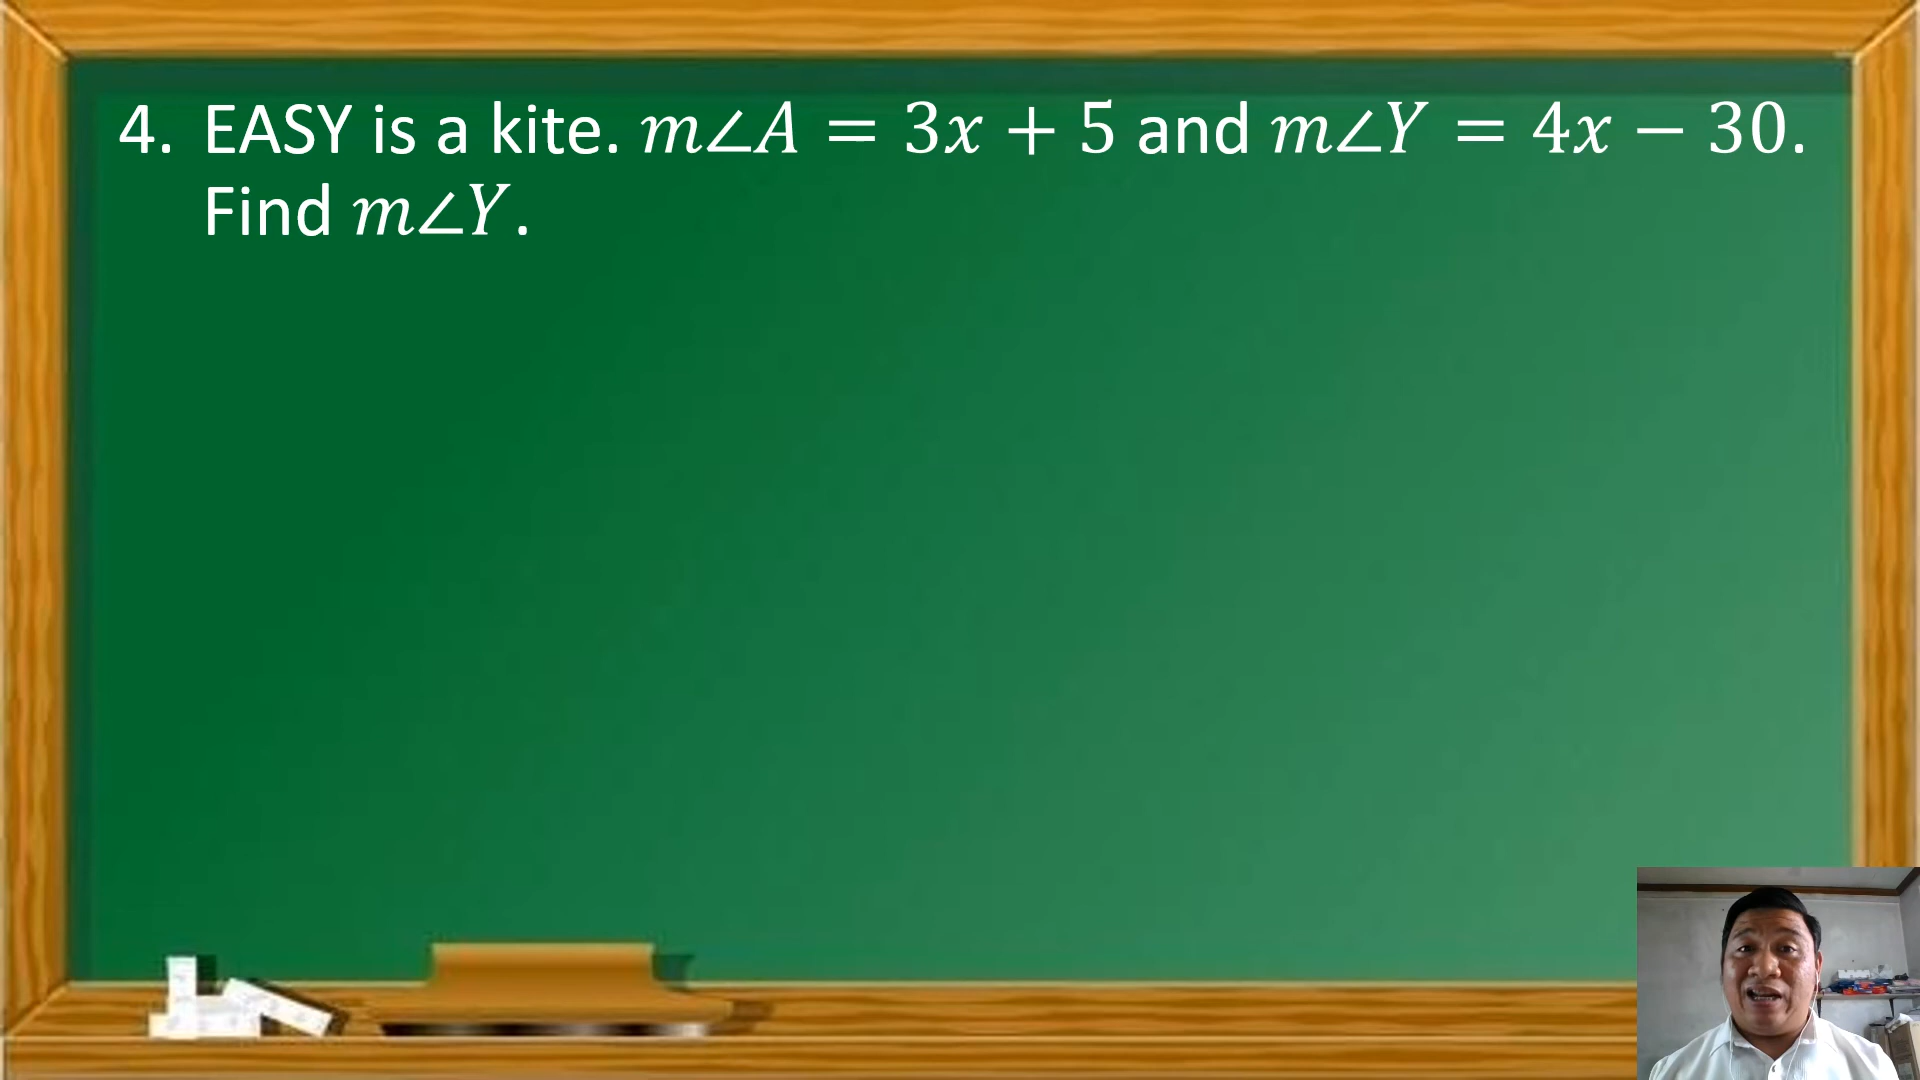 4. EASY is a kite. m∠A = 3x + 5 and m∠Y = 4x − 30.
Find m∠Y.